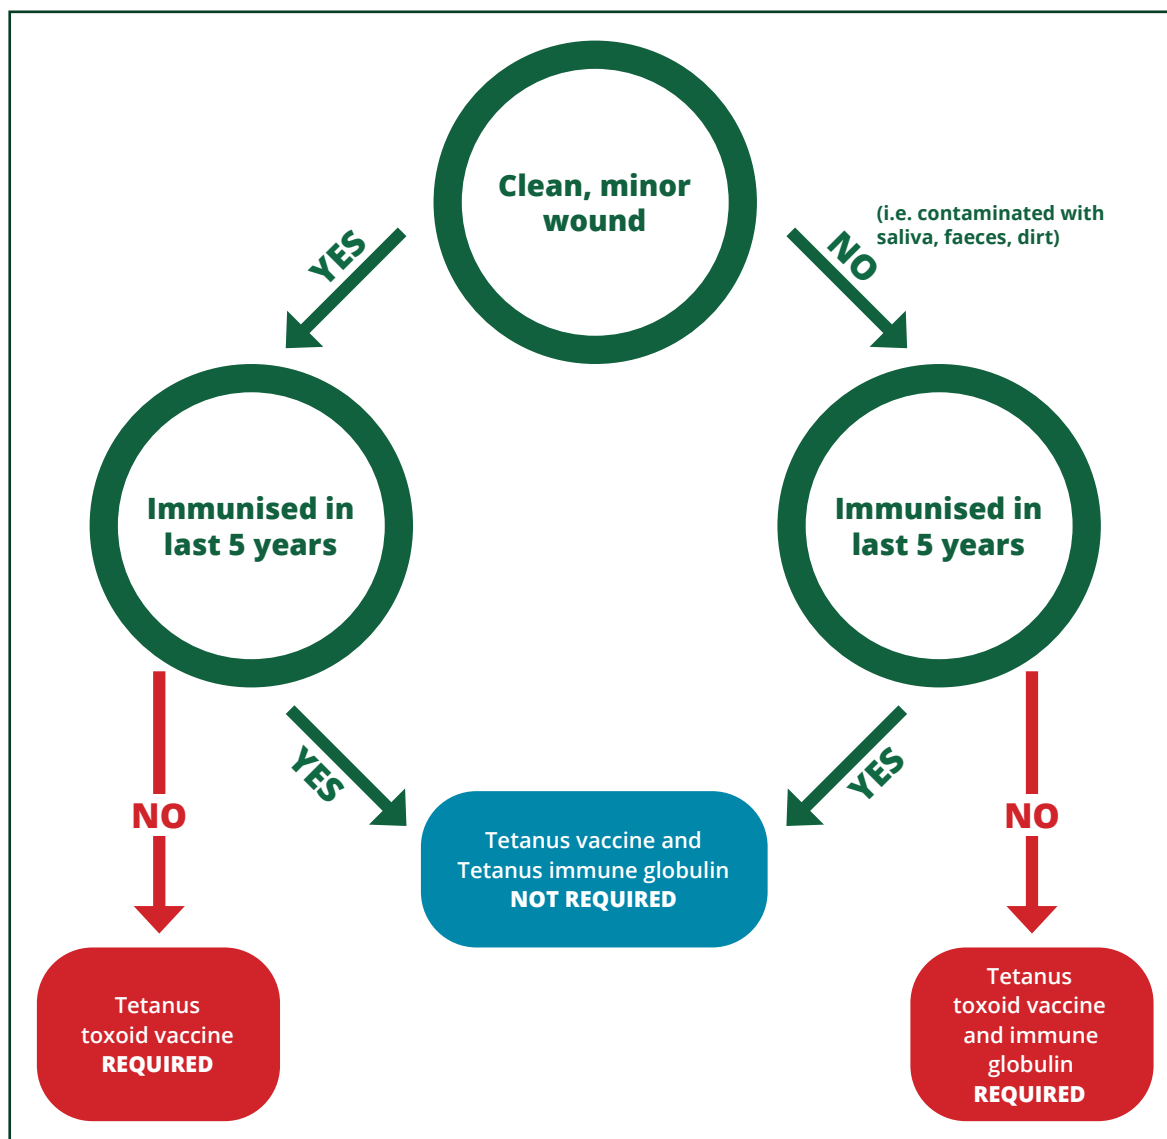 Clean, minor
wound
(i.e. contaminated with
saliva, faeces, dirt)
YES
NO
Immunised in
last 5 years
Immunised in
last 5 years
YES
YES
NO
NO
Tetanus vaccine and
Tetanus immune globulin
NOT REQUIRED
Tetanus
toxoid vaccine
REQUIRED
Tetanus
toxoid vaccine
and immune
globulin
REQUIRED